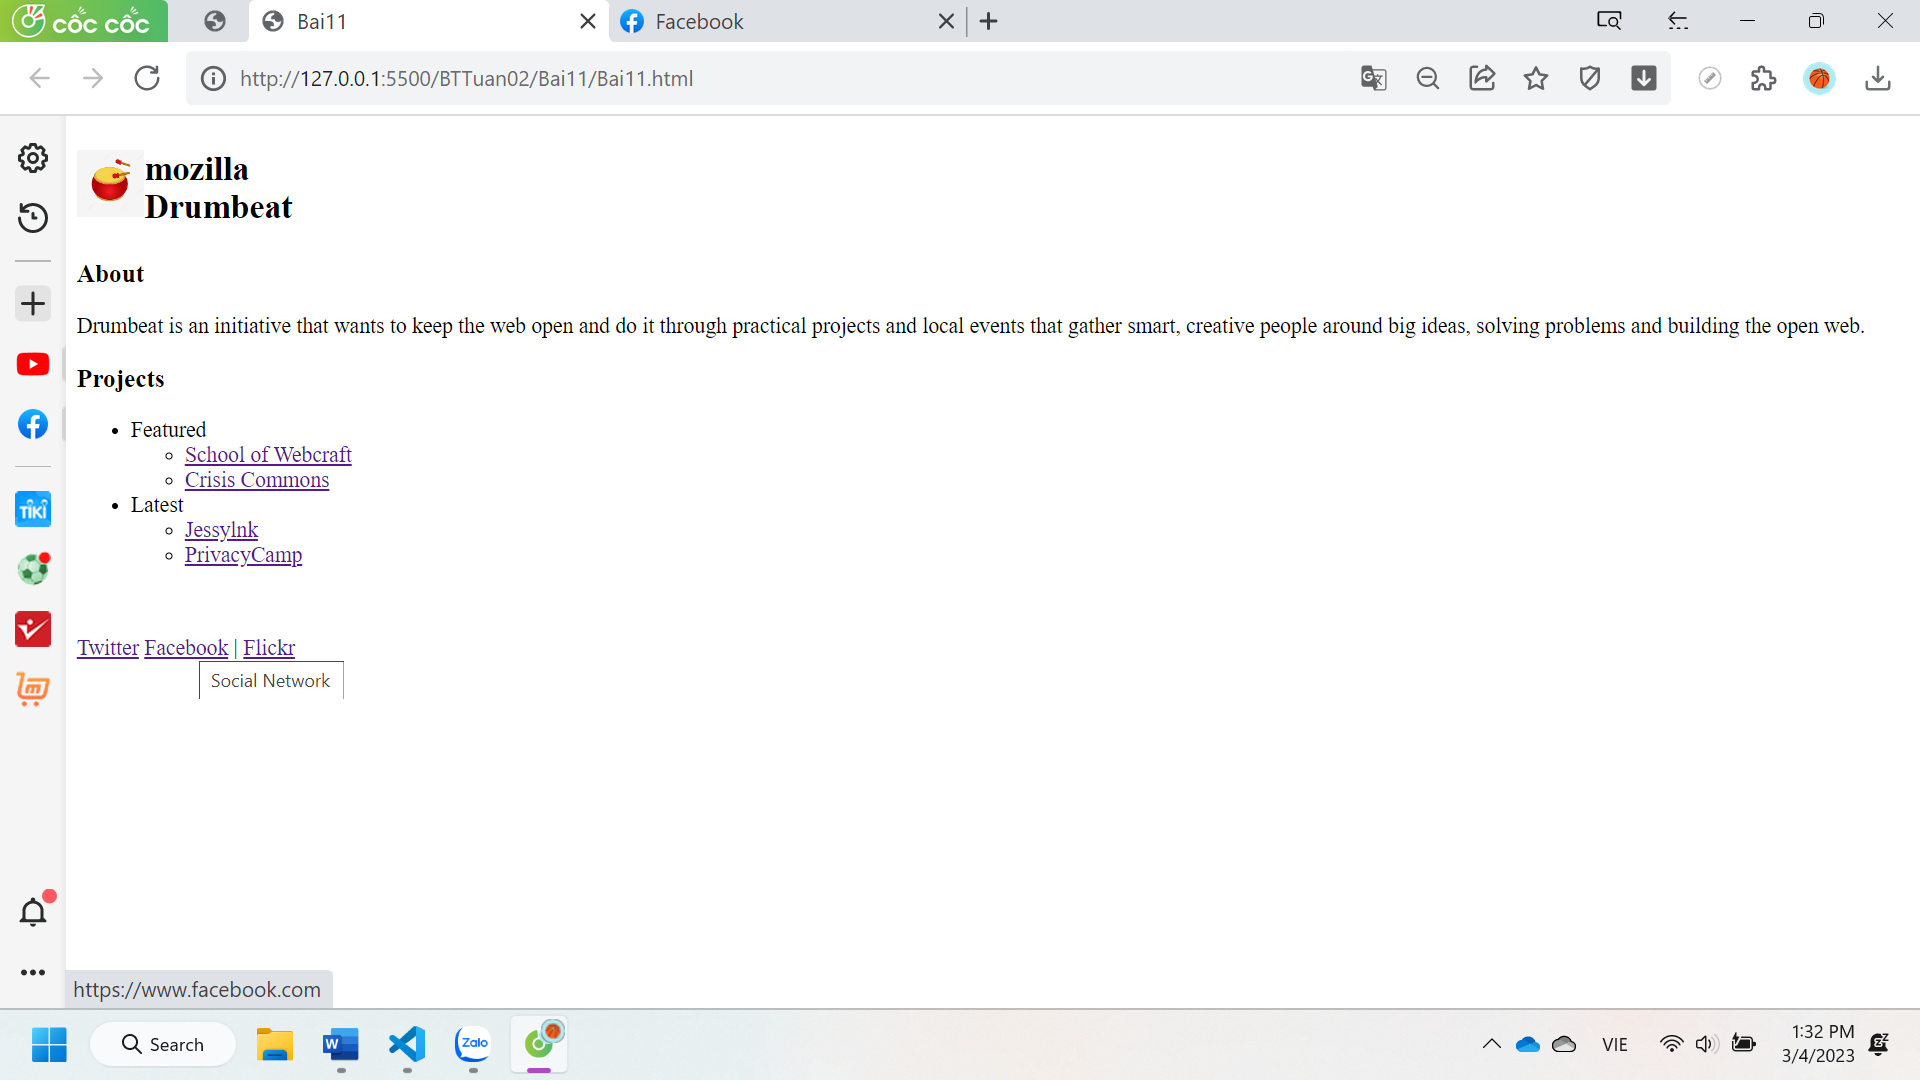 cốc cốc
Bai11
Facebook
http://127.0.0.1:5500/BTTuan02/Bai11/Bai11.html
mozilla
Drumbeat
About
Drumbeat is an initiative that wants to keep the web open and do it through practical projects and local events that gather smart, creative people around big ideas, solving problems and building the open web.
Projects
Featured
School of Webcraft
Crisis Commons
Latest
Jessylnk
PrivacyCamp
TIKI
Twitter Facebook | Flickr
Social Network
https://www.facebook.com
Search
W
Zalo
VIE
1:32 PM
3/4/2023